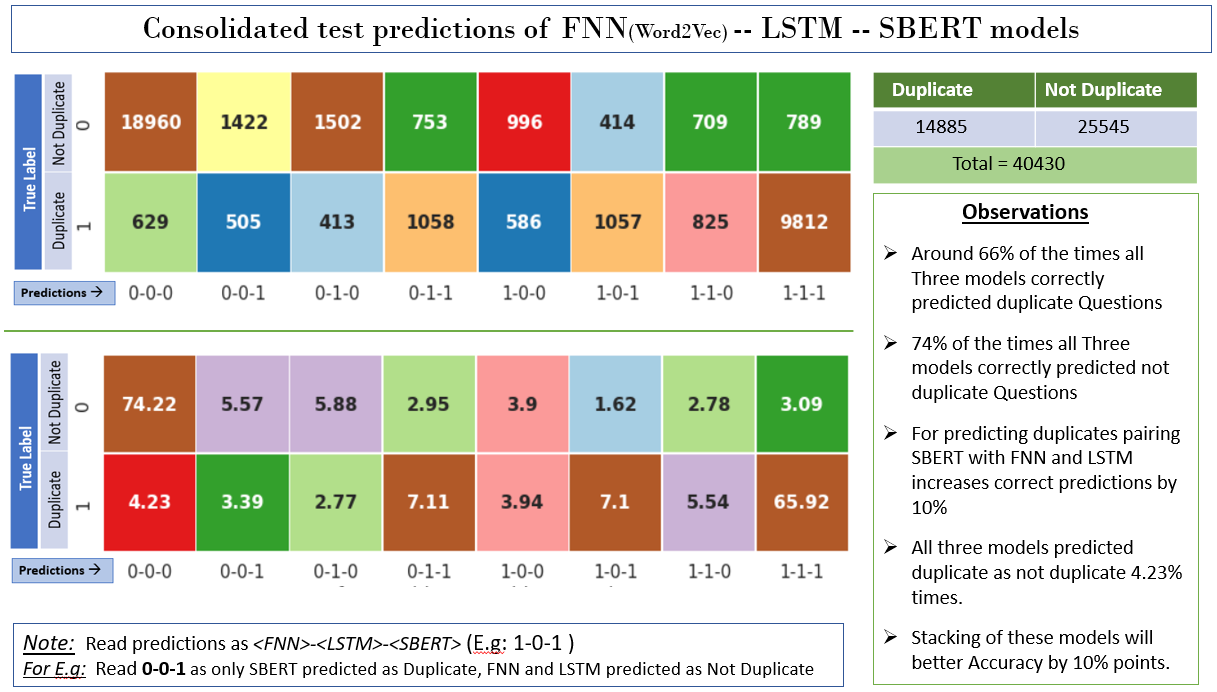 Consolidated test predictions of FNN(Word2Vec) -- LSTM -- SBERT models
True Label
Not Duplicate
0
18960 1422 1502 753 996 414 709 789
Duplicate
1
629 505 413 1058 586 1057 825 9812
Predictions → 0-0-0 0-0-1 0-1-0 0-1-1 1-0-0 1-0-1 1-1-0 1-1-1
True Label
Not Duplicate
0
74.22 5.57 5.88 2.95 3.9 1.62 2.78 3.09
Duplicate
1
4.23 3.39 2.77 7.11 3.94 7.1 5.54 65.92
Predictions → 0-0-0 0-0-1 0-1-0 0-1-1 1-0-0 1-0-1 1-1-0 1-1-1
Note: Read predictions as <FNN>-<LSTM>-<SBERT> (E.g: 1-0-1 )
For E.g: Read 0-0-1 as only SBERT predicted as Duplicate, FNN and LSTM predicted as Not Duplicate
Duplicate Not Duplicate
14885 25545
Total = 40430
Observations
➢ Around 66% of the times all
Three models correctly
predicted duplicate Questions
➢ 74% of the times all Three
models correctly predicted not
duplicate Questions
➢ For predicting duplicates pairing
SBERT with FNN and LSTM
increases correct predictions by
10%
➢ All three models predicted
duplicate as not duplicate 4.23%
times.
➢ Stacking of these models will
better Accuracy by 10% points.